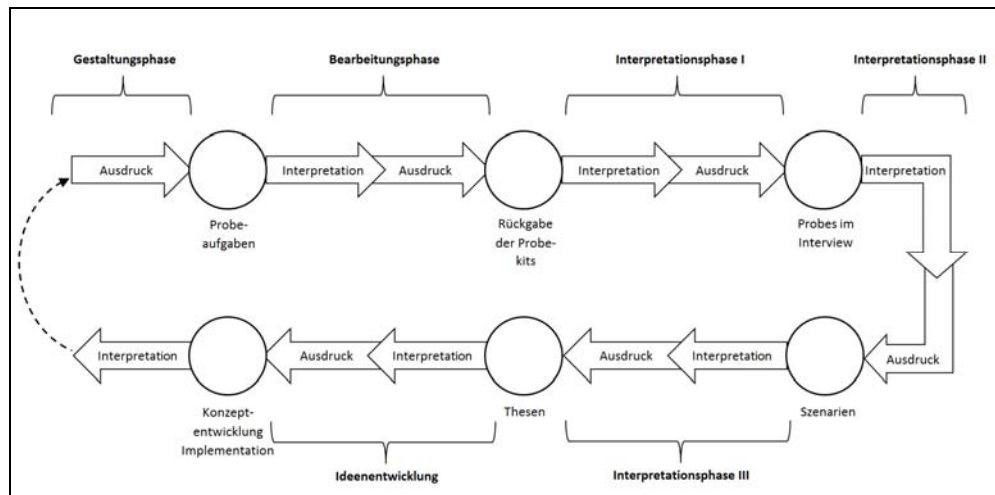 Gestaltungsphase
Bearbeitungsphase
Interpretationsphase I
Interpretationsphase II
Ausdruck
Interpretation
Ausdruck
Interpretation
Ausdruck
Interpretation
Probe-
aufgaben
Rückgabe
der Probe-
kits
Probes im
Interview
Interpretation
Ausdruck
Interpretation
Ausdruck
Interpretation
Ausdruck
Konzept-
entwicklung
Implementation
Thesen
Szenarien
Ideenentwicklung
Interpretationsphase III